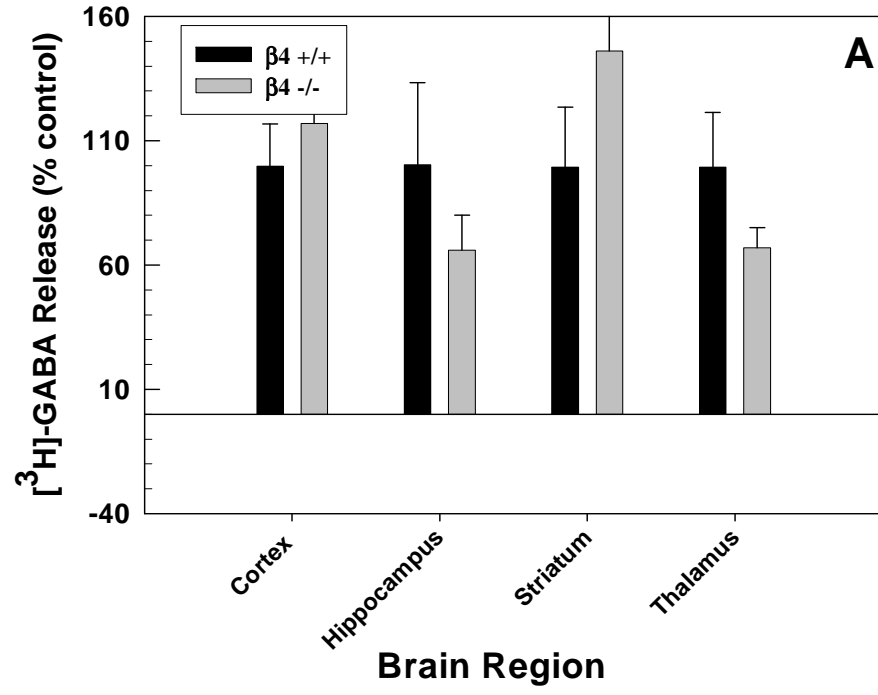 A
β4 +/+
β4 -/-
[³H]-GABA Release (% control)
160
110
60
10
-40
Cortex
Hippocampus
Striatum
Thalamus
Brain Region